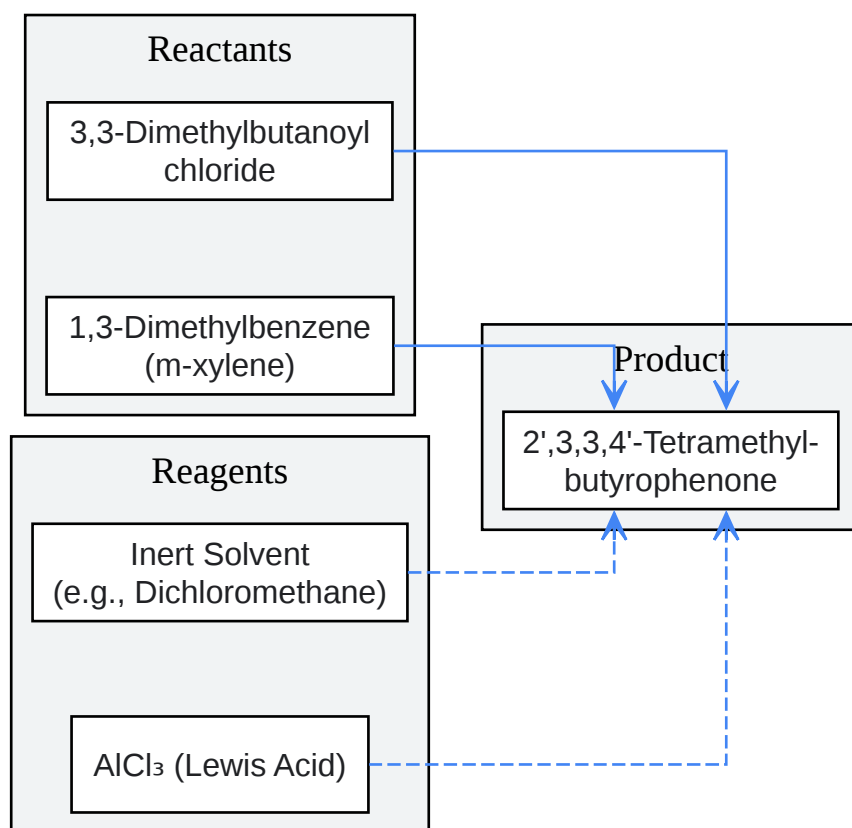 Reactants
3,3-Dimethylbutanoyl
chloride
1,3-Dimethylbenzene
(m-xylene)
Product
2',3,3,4'-Tetramethyl-
butyrophenone
Reagents
Inert Solvent
(e.g., Dichloromethane)
AlCl₃ (Lewis Acid)